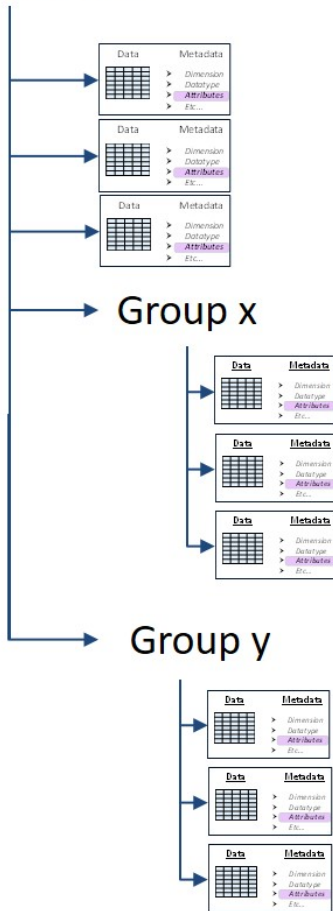 Data Metadata
Dimension
Datatype
Attributes
Etc...
Data Metadata
Dimension
Datatype
Attributes
Etc...
Data Metadata
Dimension
Datatype
Attributes
Etc...
Group x
Data Metadata
Dimension
Datatype
Attributes
Etc...
Data Metadata
Dimension
Datatype
Attributes
Etc...
Data Metadata
Dimension
Datatype
Attributes
Etc...
Group y
Data Metadata
Dimension
Datatype
Attributes
Etc...
Data Metadata
Dimension
Datatype
Attributes
Etc...
Data Metadata
Dimension
Datatype
Attributes
Etc...